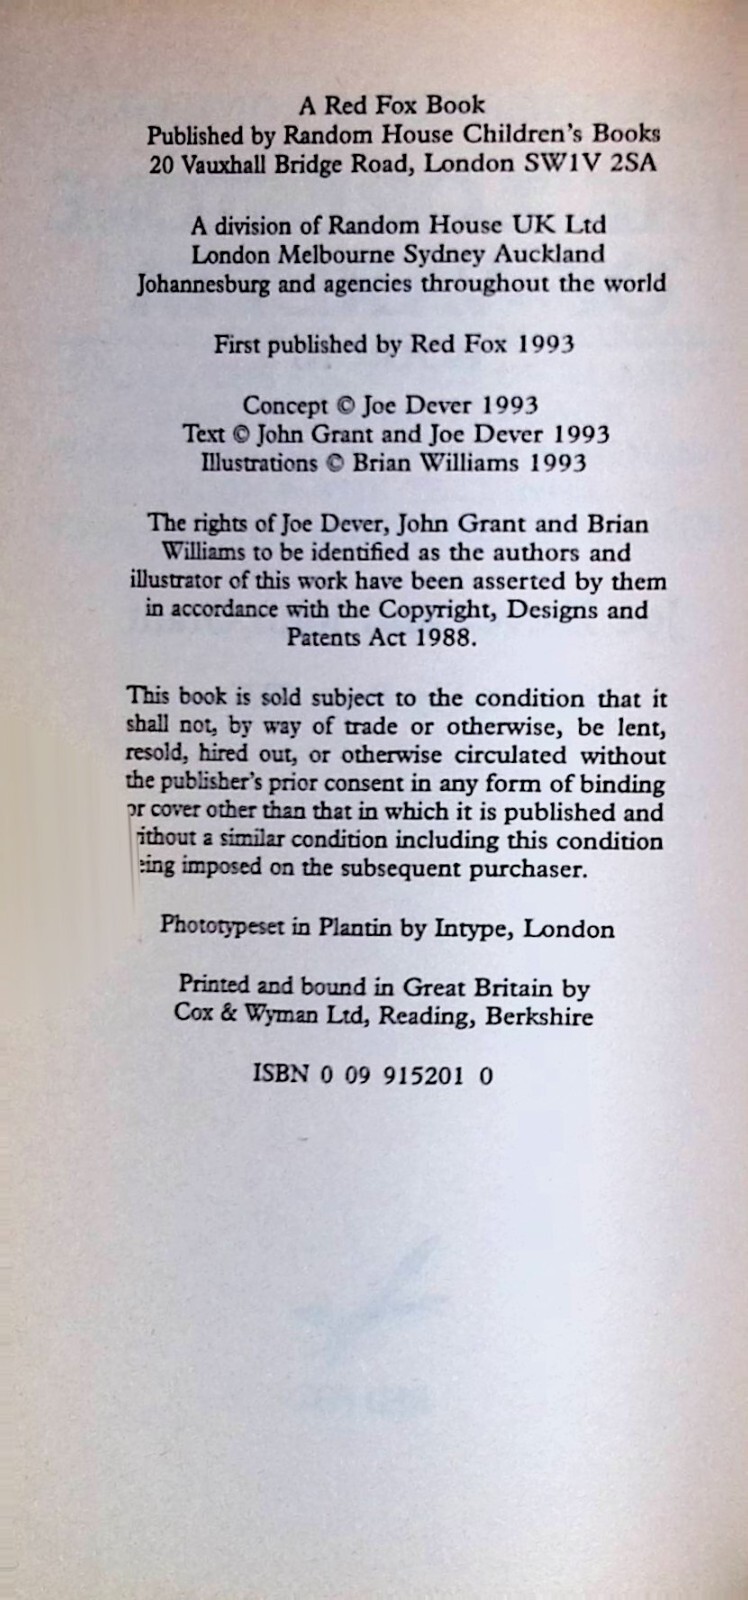 A Red Fox Book
Published by Random House Children's Books
20 Vauxhall Bridge Road, London SW1V 2SA
A division of Random House UK Ltd
London Melbourne Sydney Auckland
Johannesburg and agencies throughout the world
First published by Red Fox 1993
Concept © Joe Dever 1993
Text © John Grant and Joe Dever 1993
Illustrations © Brian Williams 1993
The rights of Joe Dever, John Grant and Brian
Williams to be identified as the authors and
illustrator of this work have been asserted by them
in accordance with the Copyright, Designs and
Patents Act 1988.
This book is sold subject to the condition that it
shall not, by way of trade or otherwise, be lent,
resold, hired out, or otherwise circulated without
the publisher's prior consent in any form of binding
or cover other than that in which it is published and
ithout a similar condition including this condition
eing imposed on the subsequent purchaser.
Phototypeset in Plantin by Intype, London
Printed and bound in Great Britain by
Cox & Wyman Ltd, Reading, Berkshire
ISBN 0 09 915201 0